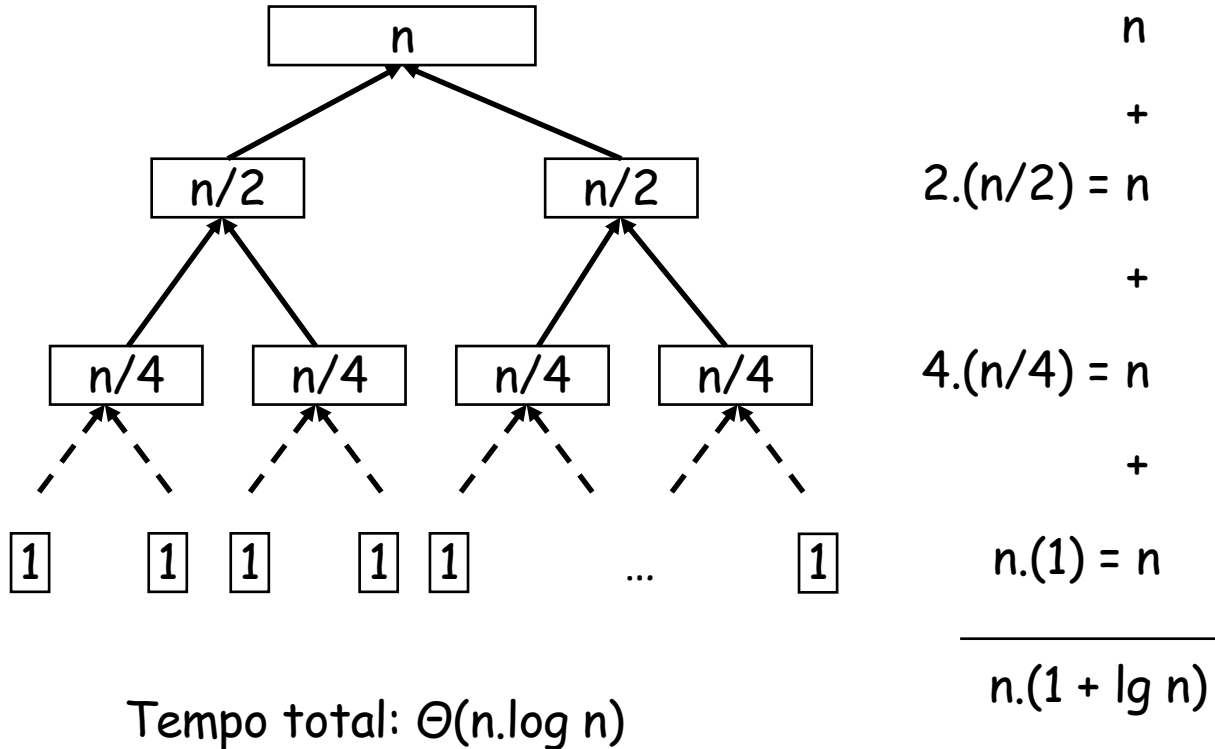 n n
+
n/2 n/2 2.(n/2) = n
+
n/4 n/4 n/4 n/4 4.(n/4) = n
+
1 1 1 1 1 ... 1 n.(1) = n
n.(1 + lg n)
Tempo total: Θ(n.log n)